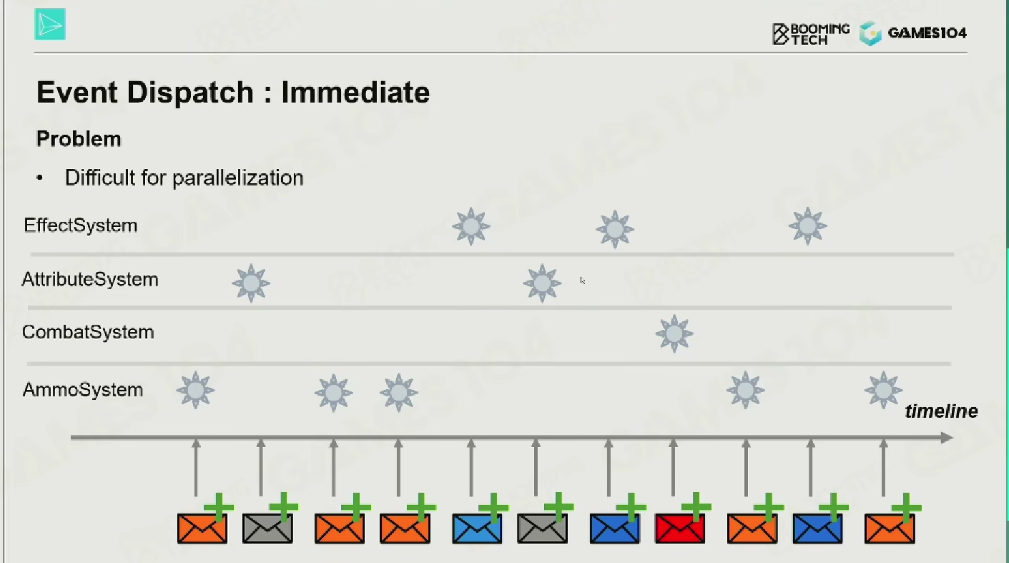 BOOMING
TECH
GAMES104
Event Dispatch : Immediate
Problem
• Difficult for parallelization
EffectSystem
AttributeSystem
CombatSystem
AmmoSystem
timeline